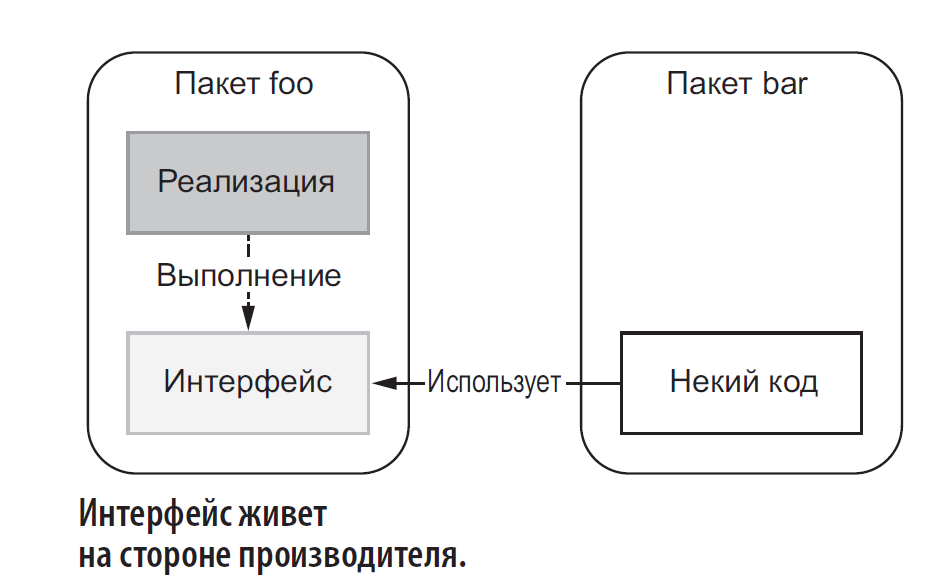 Пакет foo
Пакет bar
Реализация
Выполнение
Интерфейс
Использует
Некий код
Интерфейс живет
на стороне производителя.